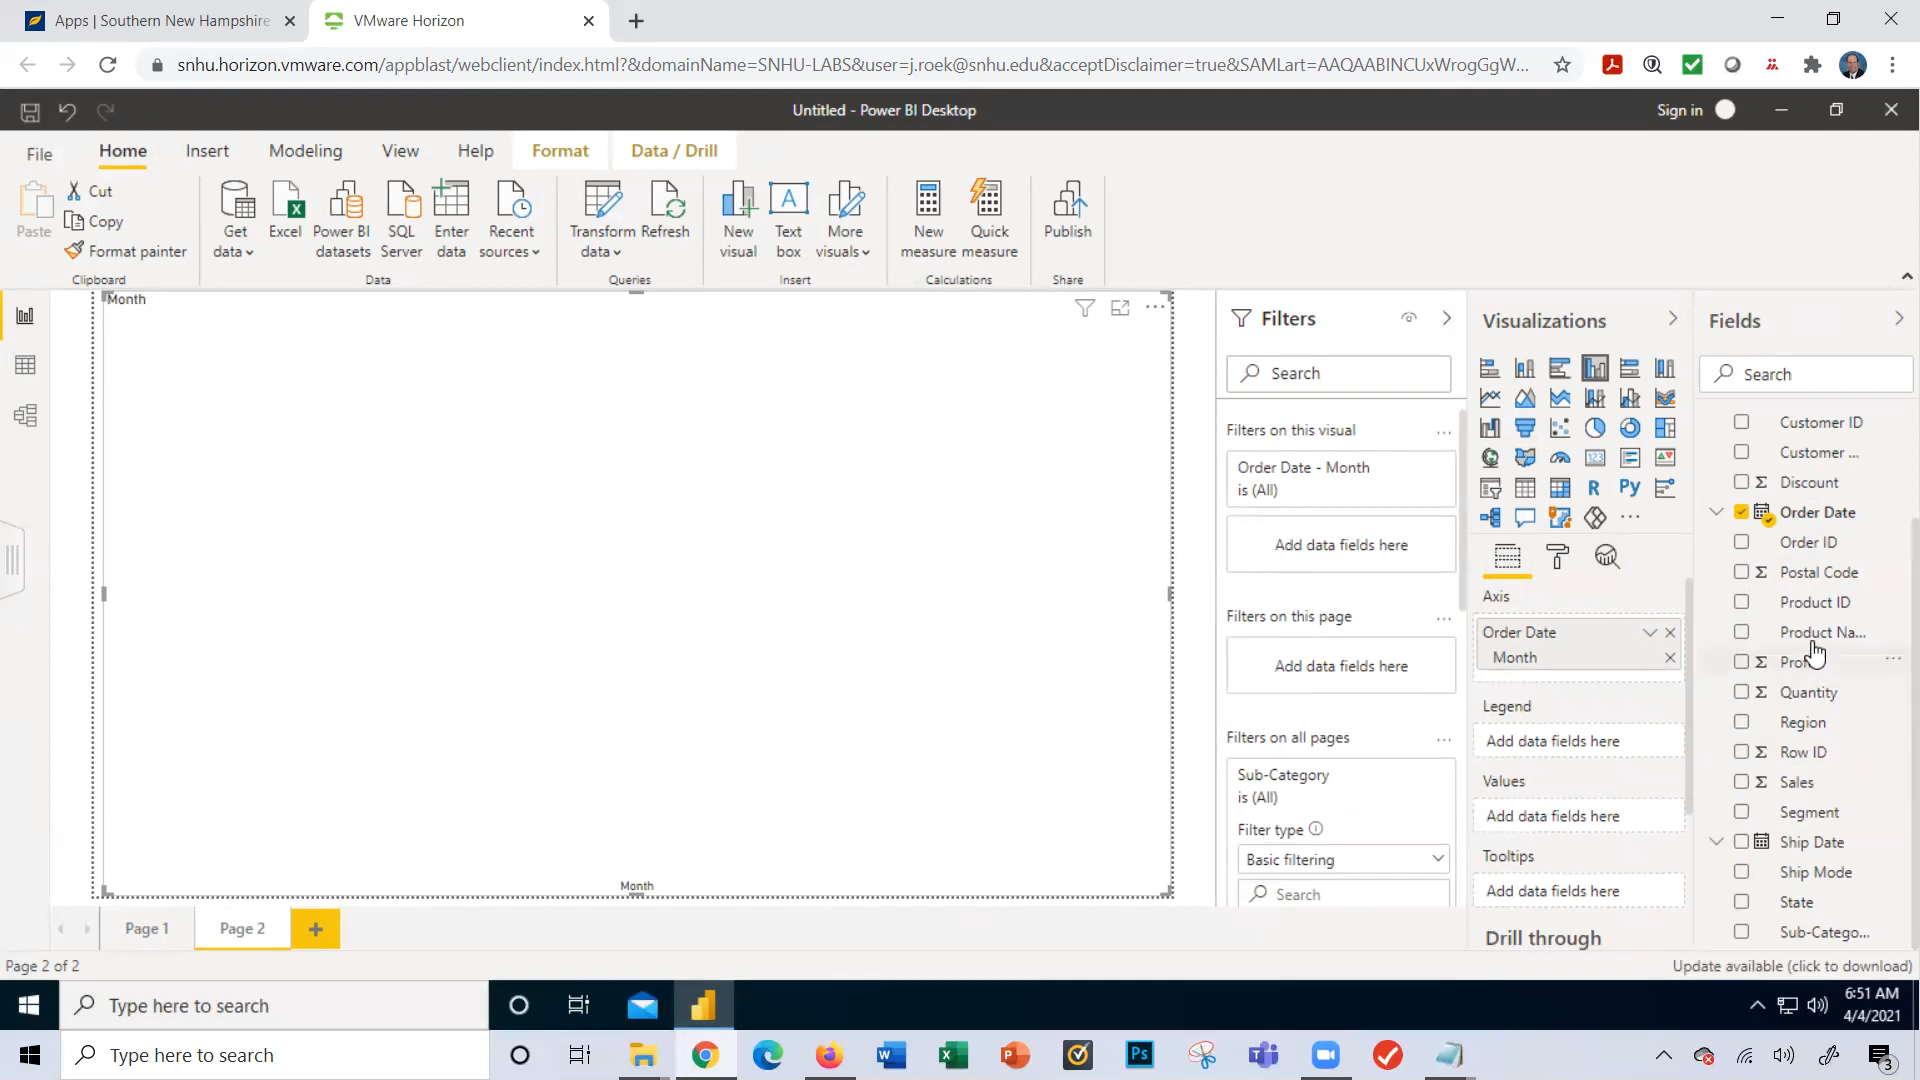 Apps | Southern New Hampshire
VMware Horizon
snhu.horizon.vmware.com/appblast/webclient/index.html?&domainName=SNHU-LABS&user=j.roek@snhu.edu&acceptDisclaimer=true&SAMLart=AAQAABINCUxWrogGgW...
Untitled - Power BI Desktop
Sign in
File
Home
Insert
Modeling
View
Help
Format
Data / Drill
Paste
Cut
Copy
Format painter
Clipboard
Get data
Excel
Power BI datasets
SQL Server
Enter data
Recent sources
Data
Transform data
Refresh
Queries
New visual
Text box
More visuals
Insert
New measure
Quick measure
Calculations
Publish
Share
Month
Month
Filters
Search
Filters on this visual
...
Order Date - Month
is (All)
Add data fields here
Filters on this page
...
Add data fields here
Filters on all pages
...
Sub-Category
is (All)
Filter type
Basic filtering
Search
Visualizations
R
Py
123
...
Axis
Order Date
Month
Legend
Add data fields here
Values
Add data fields here
Tooltips
Add data fields here
Drill through
Fields
Search
Customer ID
Customer ...
Discount
Order Date
Order ID
Postal Code
Product ID
Product Na...
Quantity
Region
Row ID
Sales
Segment
Ship Date
Ship Mode
State
Sub-Catego...
Page 1
Page 2
+
Page 2 of 2
Update available (click to download)
Type here to search
6:51 AM
4/4/2021
Type here to search
Ps
3